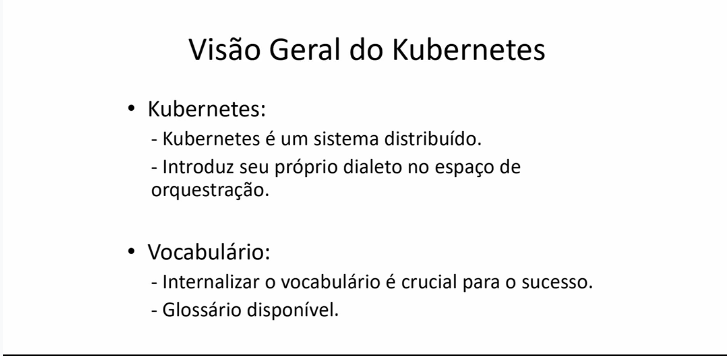 Visão Geral do Kubernetes
• Kubernetes:
- Kubernetes é um sistema distribuído.
- Introduz seu próprio dialeto no espaço de
orquestração.
• Vocabulário:
- Internalizar o vocabulário é crucial para o sucesso.
- Glossário disponível.